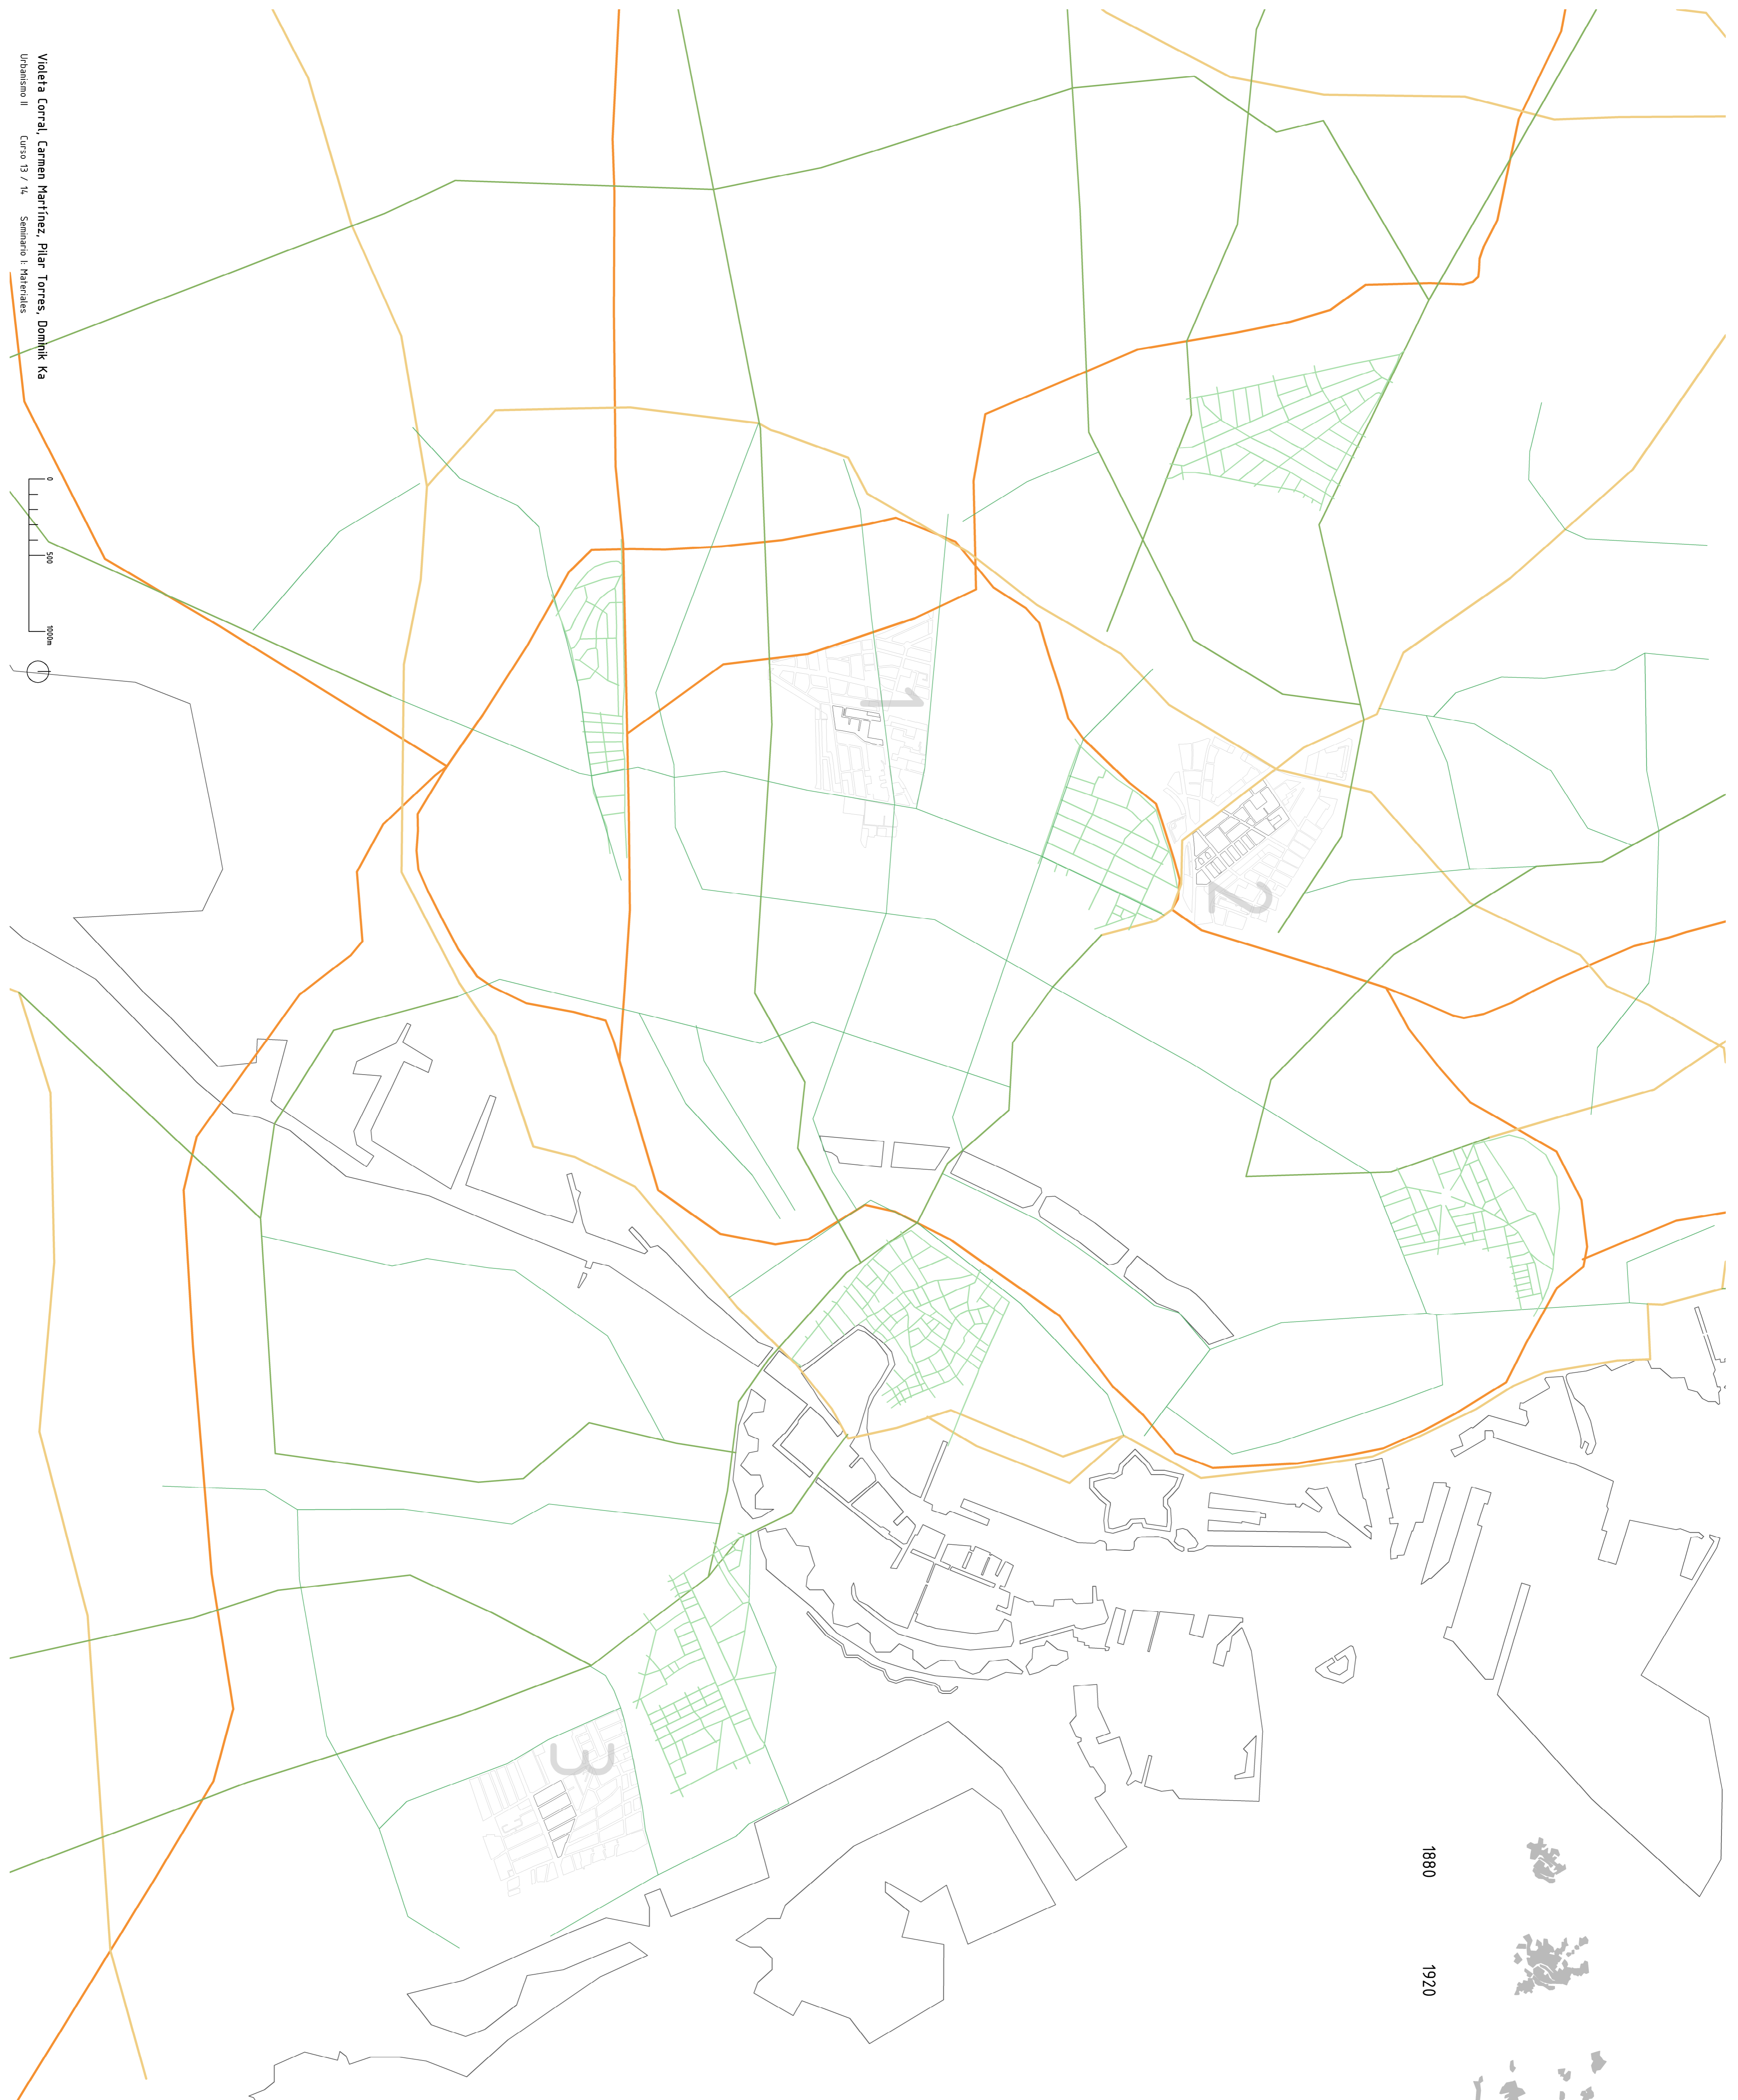 Violeta Corral, Carmen Martínez, Pilar Torres, Dominik Ka
Urbanismo II Curso 13 / 14 Seminario I: Materiales
0
500
1000m
1
2
3
1880
1920